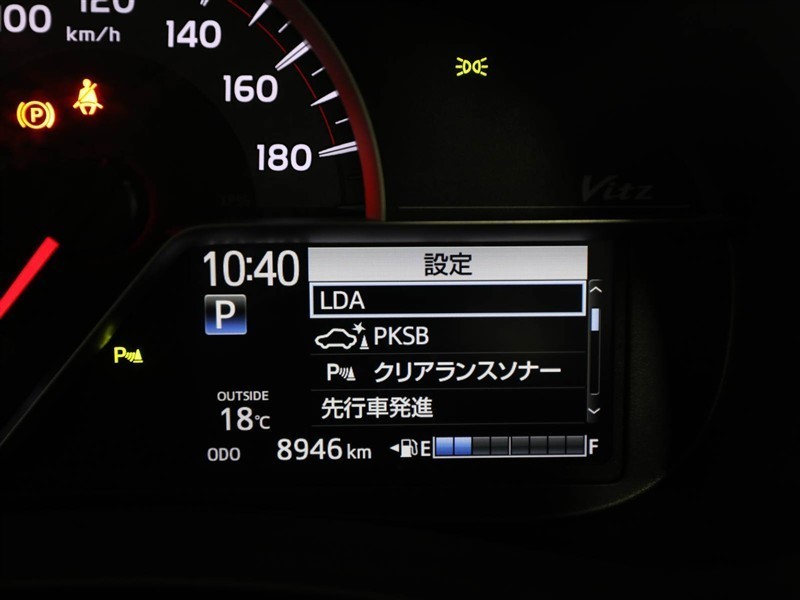 100
120
km/h
140
160
180
P
Vitz
10:40
設定
P
LDA
PKSB
P クリアランスソナー
P
先行車発進
OUTSIDE
18℃
ODO 8946 km E F